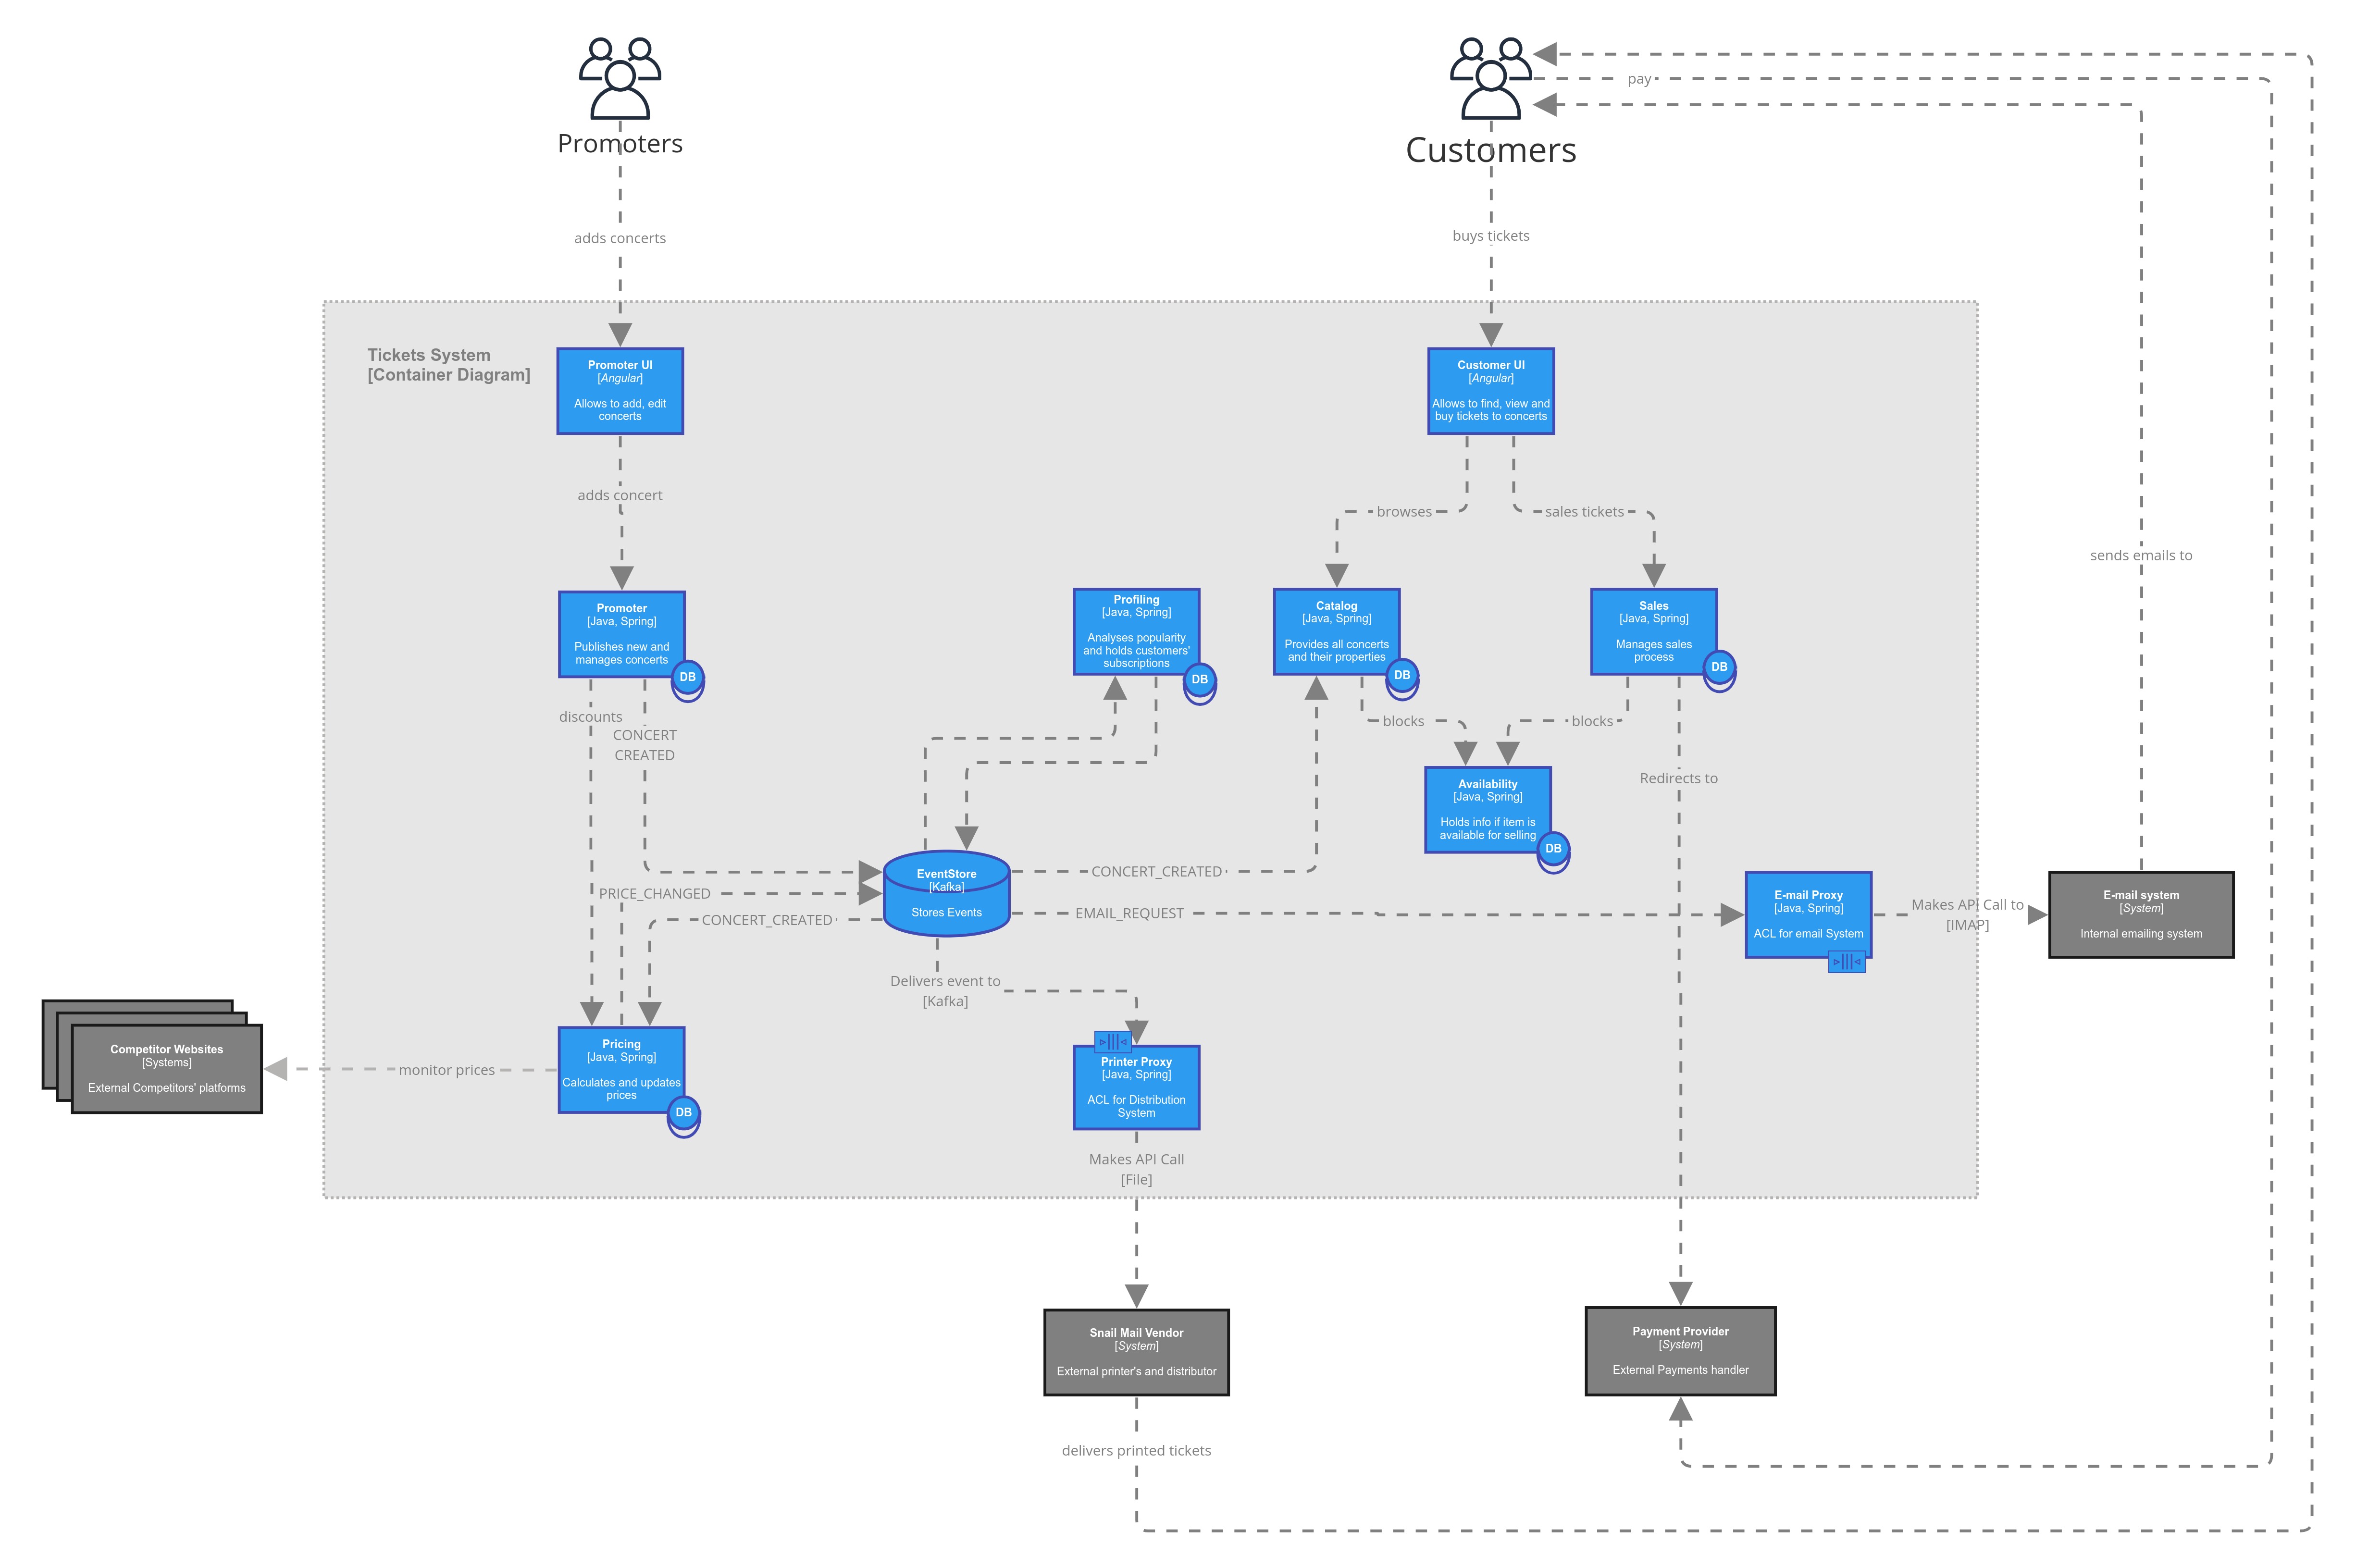 Promoters
Customers
pay
adds concerts
buys tickets
Tickets System
[Container Diagram]
Promoter UI
[Angular]
Allows to add, edit
concerts
Customer UI
[Angular]
Allows to find, view and
buy tickets to concerts
adds concert
browses
sales tickets
sends emails to
Promoter
[Java, Spring]
Publishes new and
manages concerts
DB
Profiling
[Java, Spring]
Analyses popularity
and holds customers'
subscriptions
DB
Catalog
[Java, Spring]
Provides all concerts
and their properties
DB
Sales
[Java, Spring]
Manages sales
process
DB
discounts
CONCERT
CREATED
blocks
blocks
Redirects to
Availability
[Java, Spring]
Holds info if item is
available for selling
DB
EventStore
[Kafka]
Stores Events
CONCERT_CREATED
PRICE_CHANGED
CONCERT_CREATED
EMAIL_REQUEST
E-mail Proxy
[Java, Spring]
ACL for email System
Makes API Call to
[IMAP]
E-mail system
[System]
Internal emailing system
Delivers event to
[Kafka]
Competitor Websites
[Systems]
External Competitors' platforms
monitor prices
Pricing
[Java, Spring]
Calculates and updates
prices
DB
Printer Proxy
[Java, Spring]
ACL for Distribution
System
Makes API Call
[File]
Snail Mail Vendor
[System]
External printer's and distributor
Payment Provider
[System]
External Payments handler
delivers printed tickets